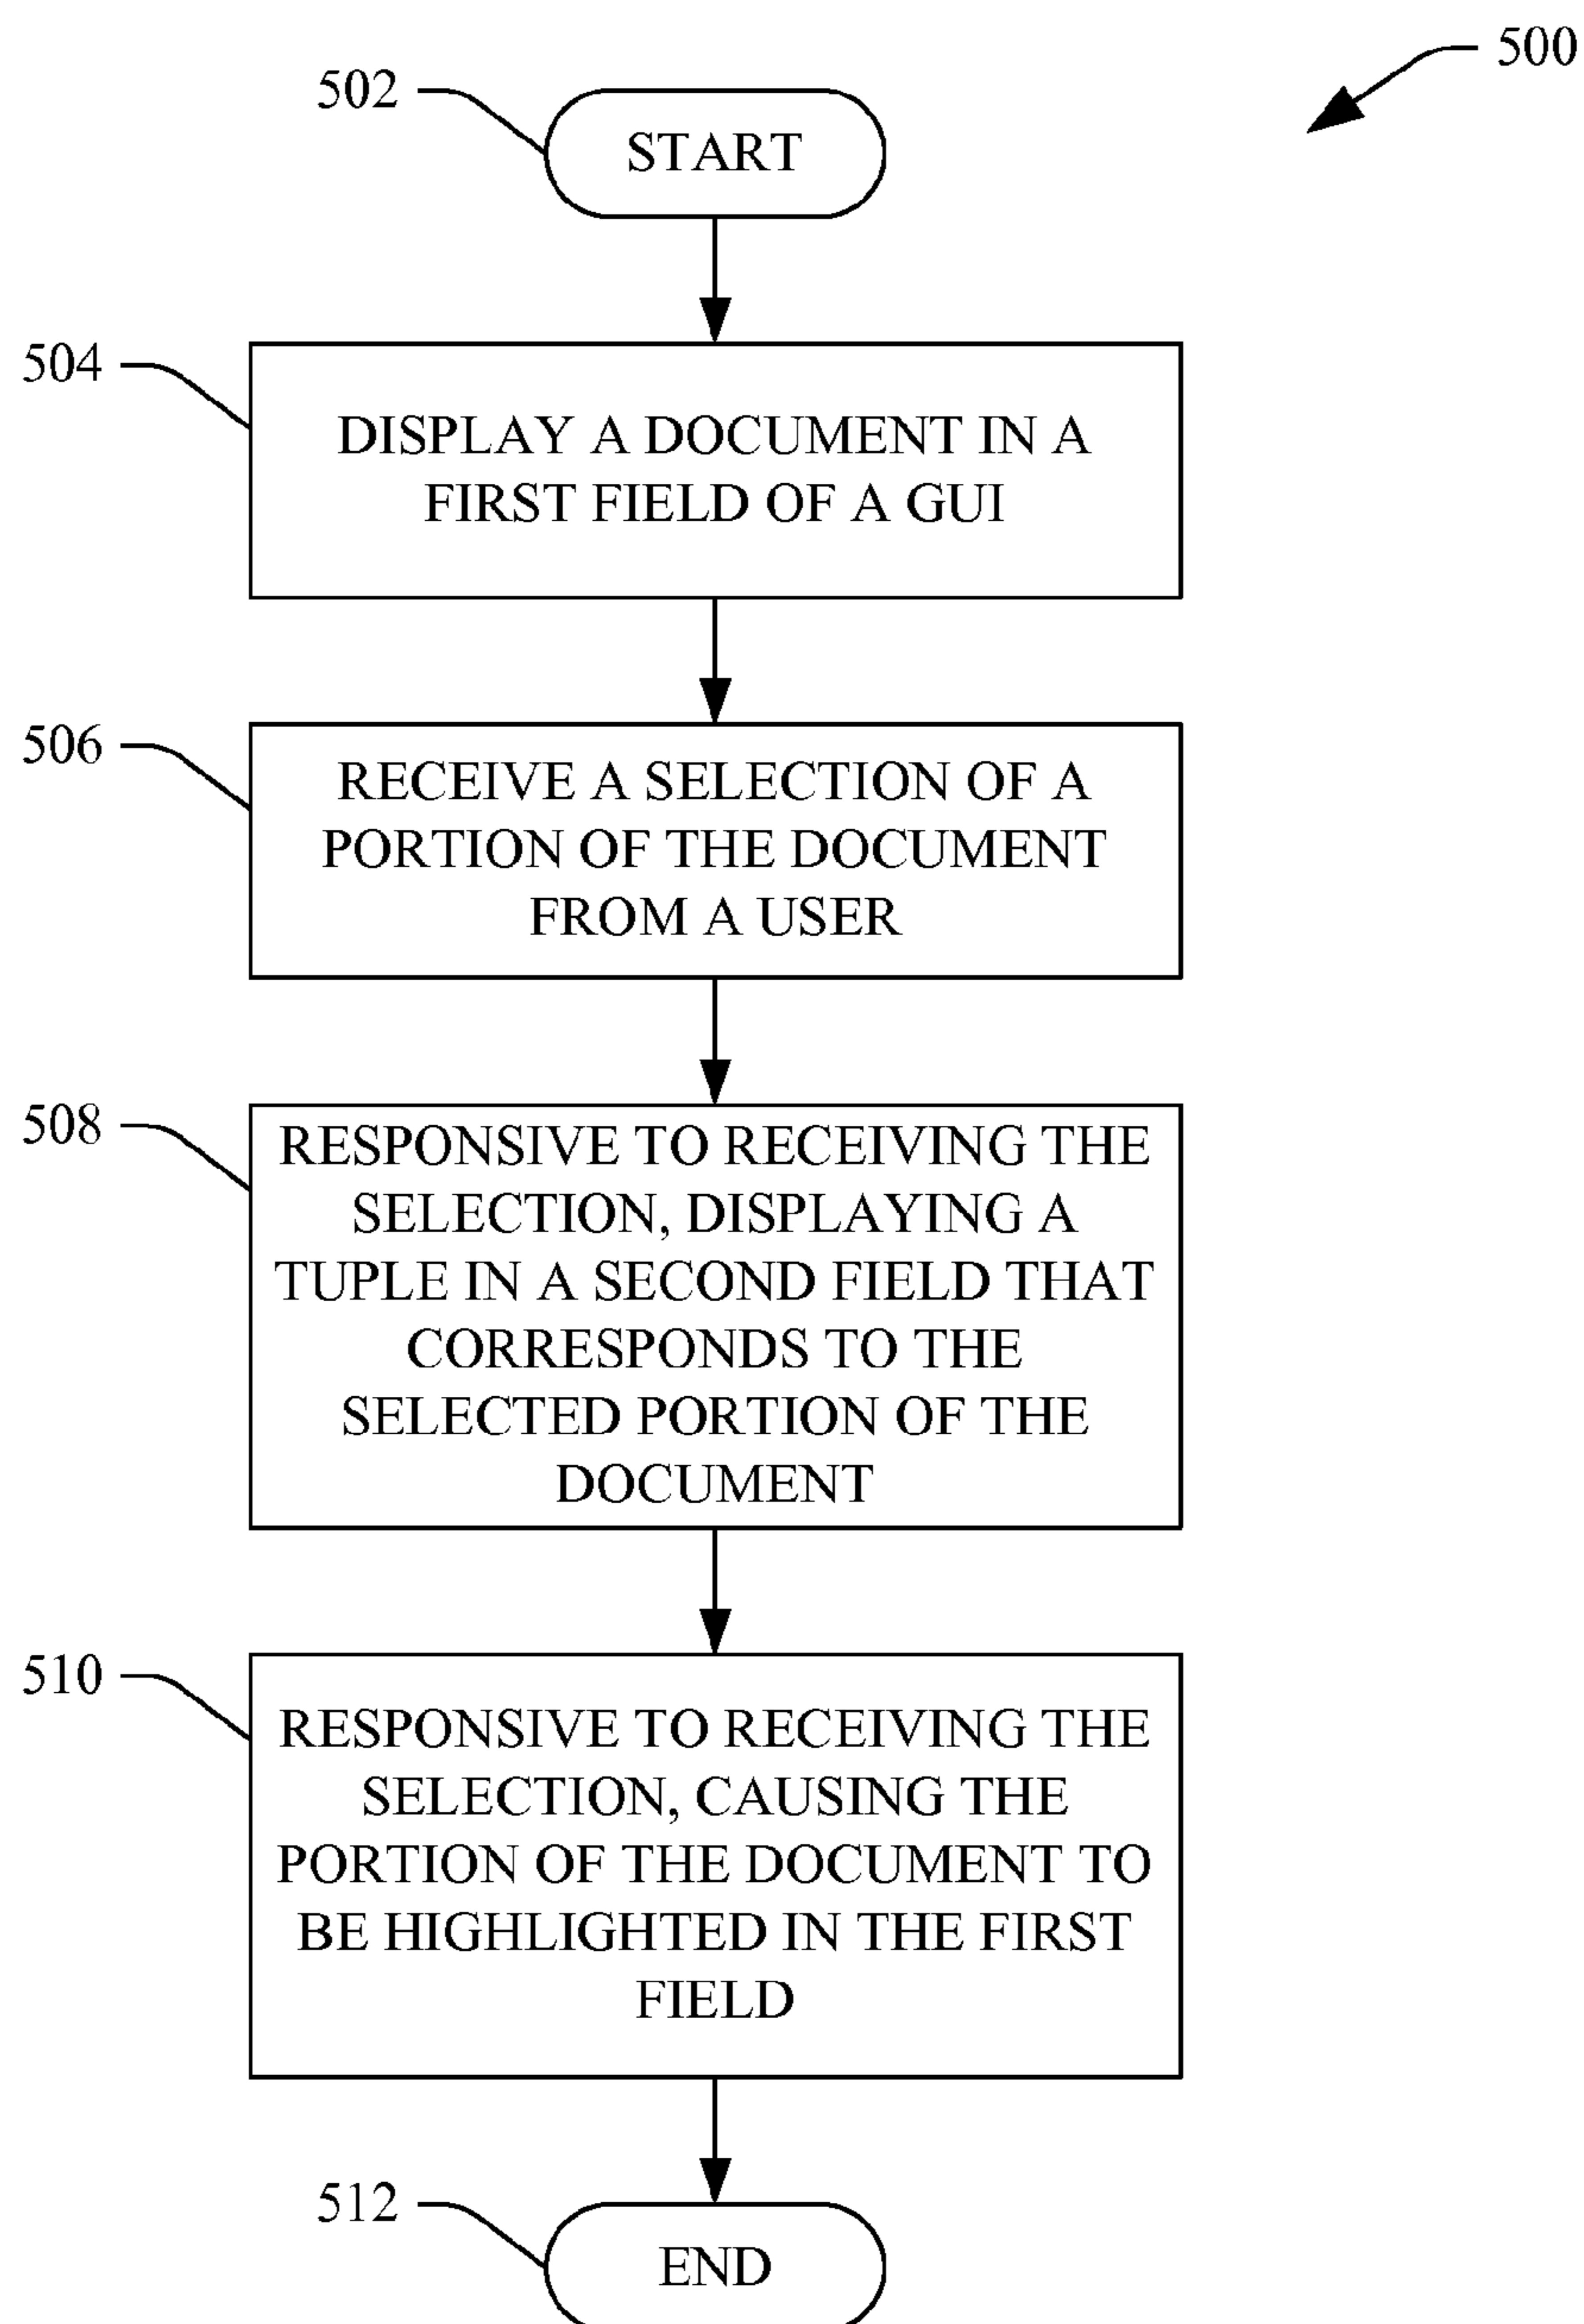 500
502
START
504
DISPLAY A DOCUMENT IN A
FIRST FIELD OF A GUI
506
RECEIVE A SELECTION OF A
PORTION OF THE DOCUMENT
FROM A USER
508
RESPONSIVE TO RECEIVING THE
SELECTION, DISPLAYING A
TUPLE IN A SECOND FIELD THAT
CORRESPONDS TO THE
SELECTED PORTION OF THE
DOCUMENT
510
RESPONSIVE TO RECEIVING THE
SELECTION, CAUSING THE
PORTION OF THE DOCUMENT TO
BE HIGHLIGHTED IN THE FIRST
FIELD
512
END